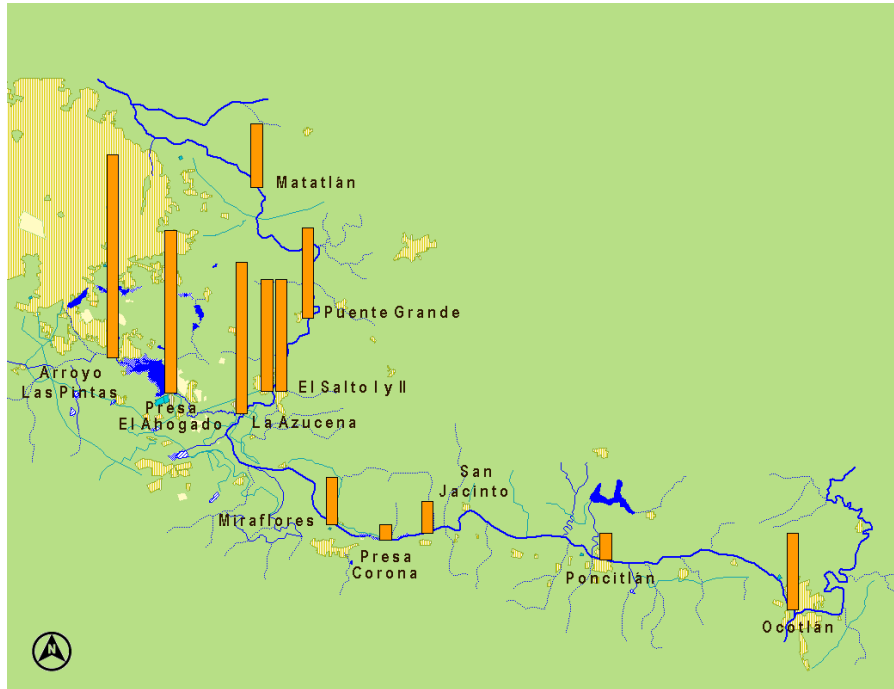 Matatlán
Puente Grande
Arroyo
Las Pintas
Presa
El Ahogado
El Salto I y II
La Azucena
San
Jacinto
Miraflores
Presa
Corona
Poncitlán
Ocotlán
N